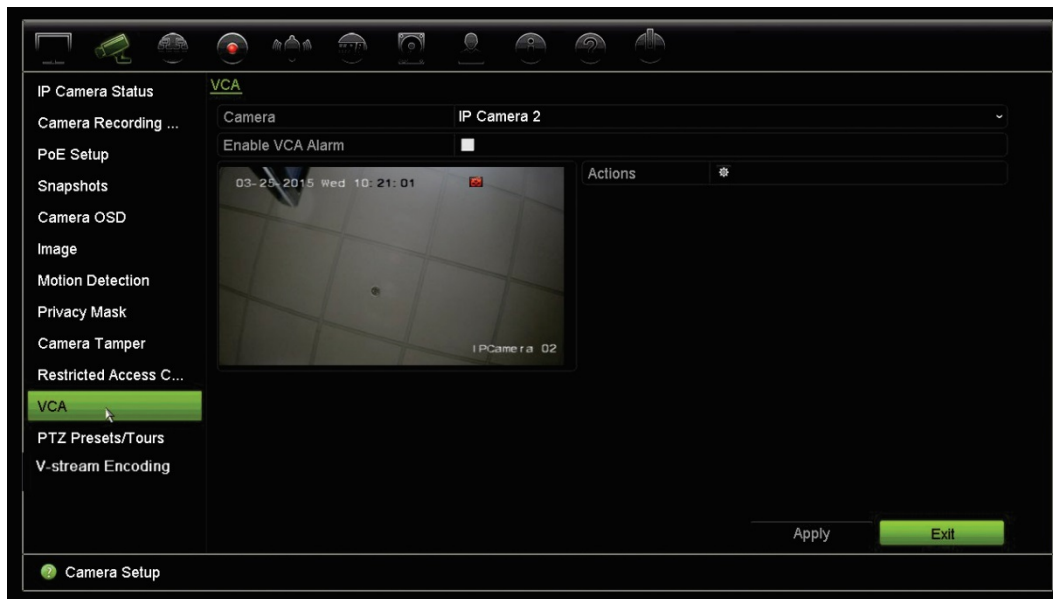 IP Camera Status
Camera Recording ...
PoE Setup
Snapshots
Camera OSD
Image
Motion Detection
Privacy Mask
Camera Tamper
Restricted Access C...
VCA
PTZ Presets/Tours
V-stream Encoding
VCA
Camera IP Camera 2
Enable VCA Alarm
03-25-2015 Wed 10:21:01
IPCamera 02
Actions
Apply Exit
Camera Setup